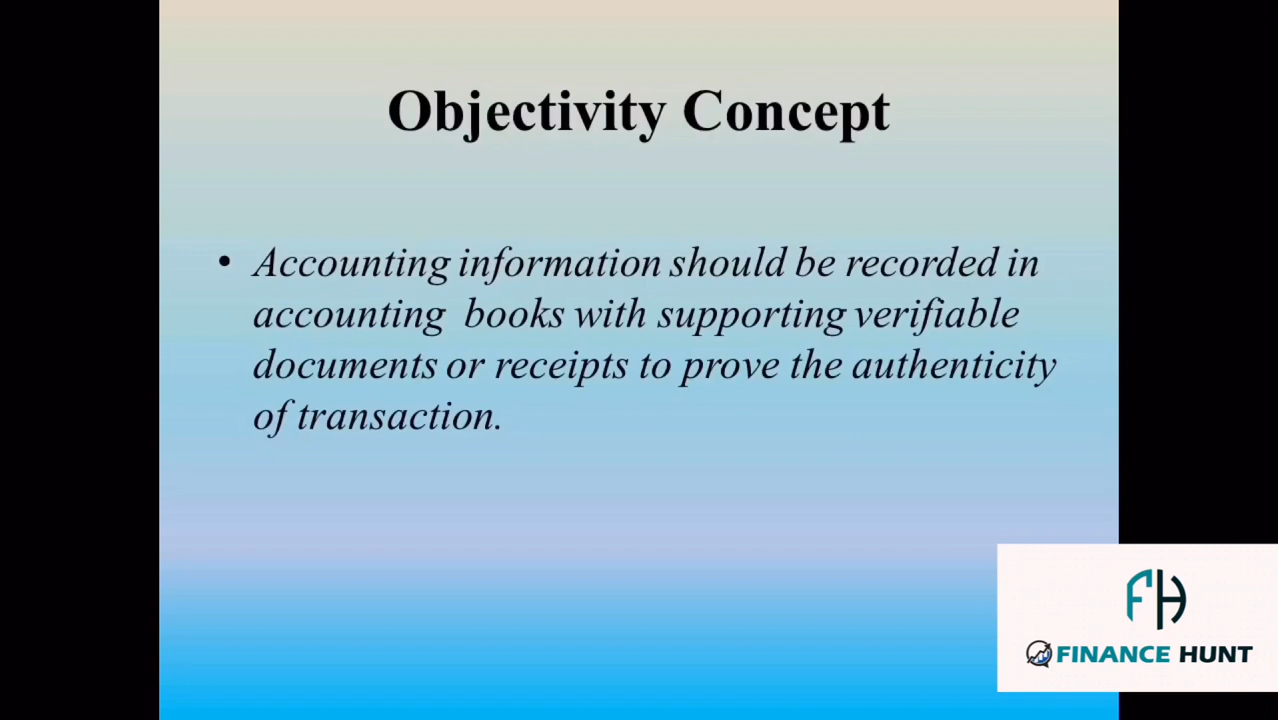 Objectivity Concept
• Accounting information should be recorded in
accounting books with supporting verifiable
documents or receipts to prove the authenticity
of transaction.
FH
FINANCE HUNT